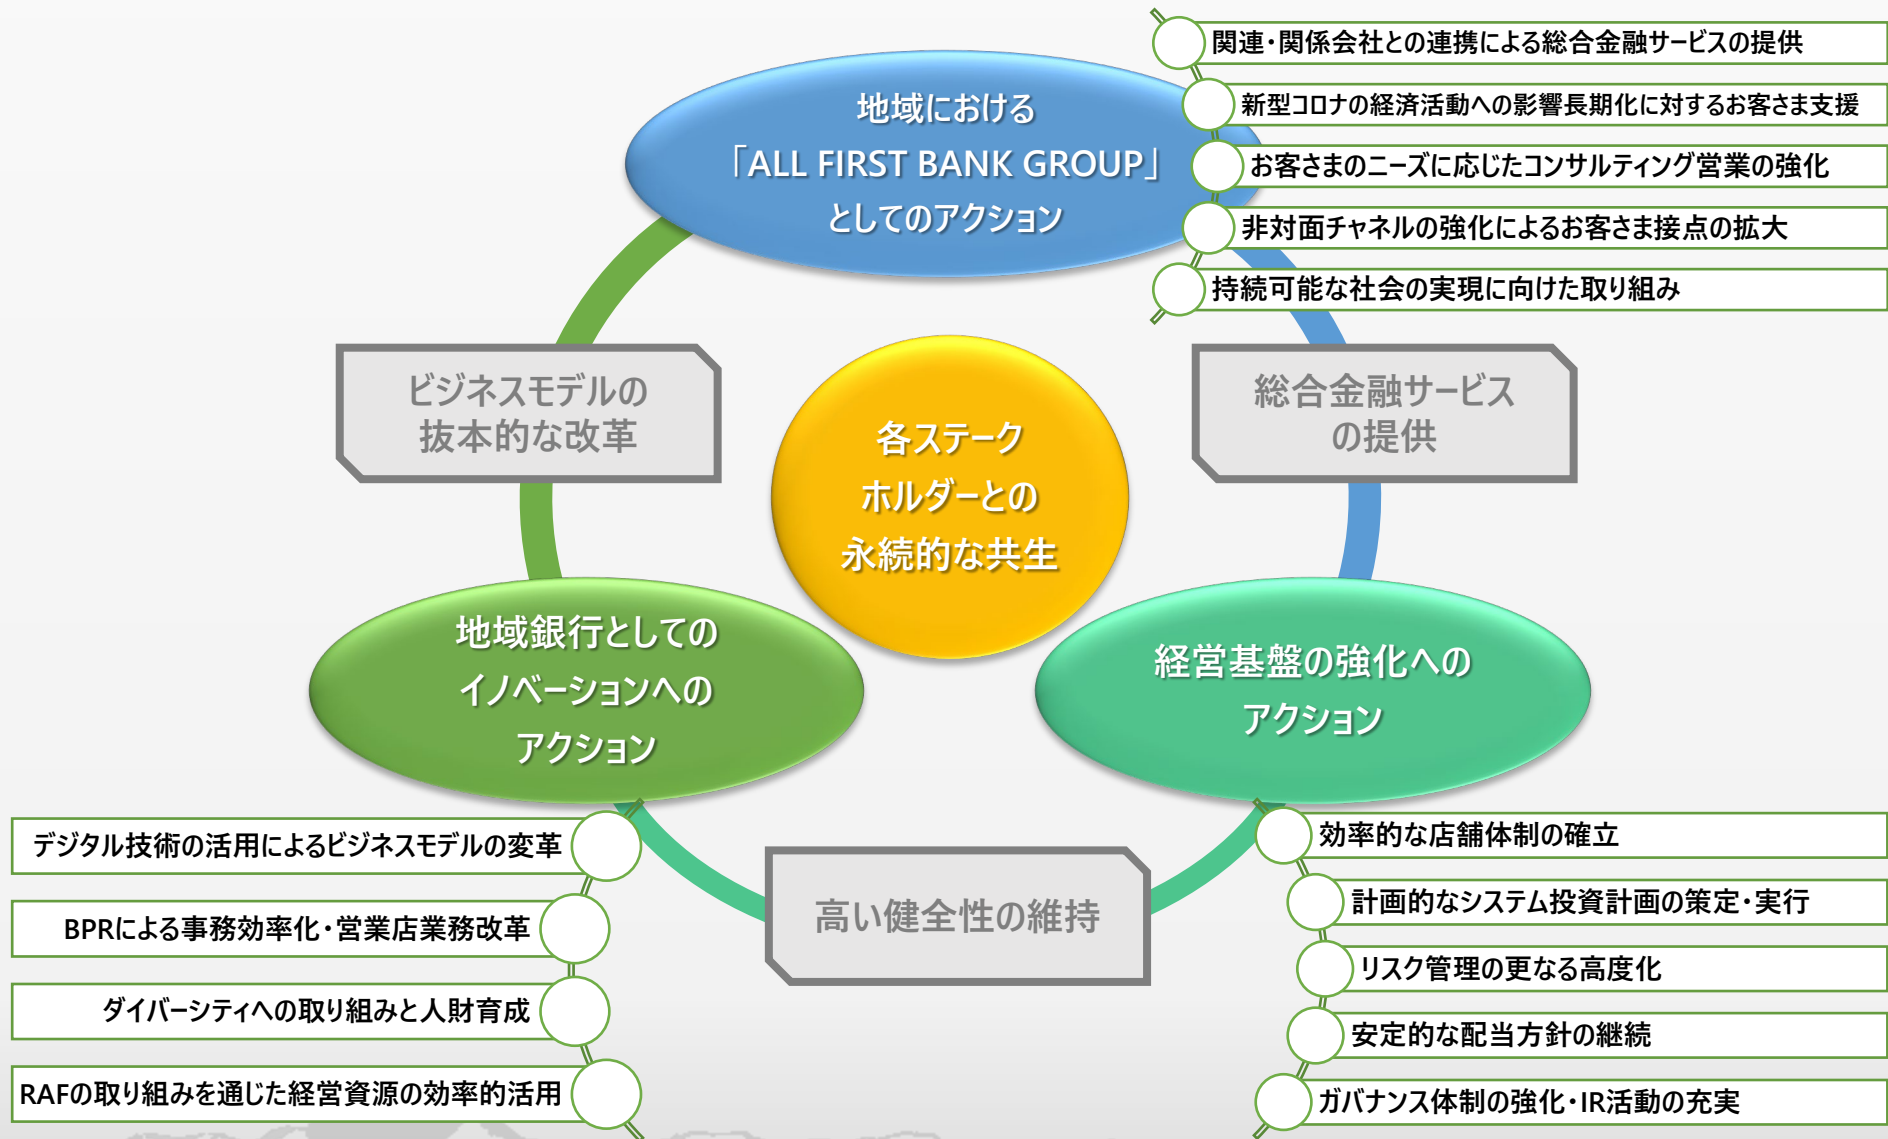 関連・関係会社との連携による総合金融サービスの提供
新型コロナの経済活動への影響長期化に対するお客さま支援
お客さまのニーズに応じたコンサルティング営業の強化
非対面チャネルの強化によるお客さま接点の拡大
持続可能な社会の実現に向けた取り組み
地域における
「ALL FIRST BANK GROUP」
としてのアクション
ビジネスモデルの
抜本的な改革
総合金融サービス
の提供
各ステーク
ホルダーとの
永続的な共生
地域銀行としての
イノベーションへの
アクション
経営基盤の強化への
アクション
高い健全性の維持
デジタル技術の活用によるビジネスモデルの変革
BPRによる事務効率化・営業店業務改革
ダイバーシティへの取り組みと人財育成
RAFの取り組みを通じた経営資源の効率的活用
効率的な店舗体制の確立
計画的なシステム投資計画の策定・実行
リスク管理の更なる高度化
安定的な配当方針の継続
ガバナンス体制の強化・IR活動の充実